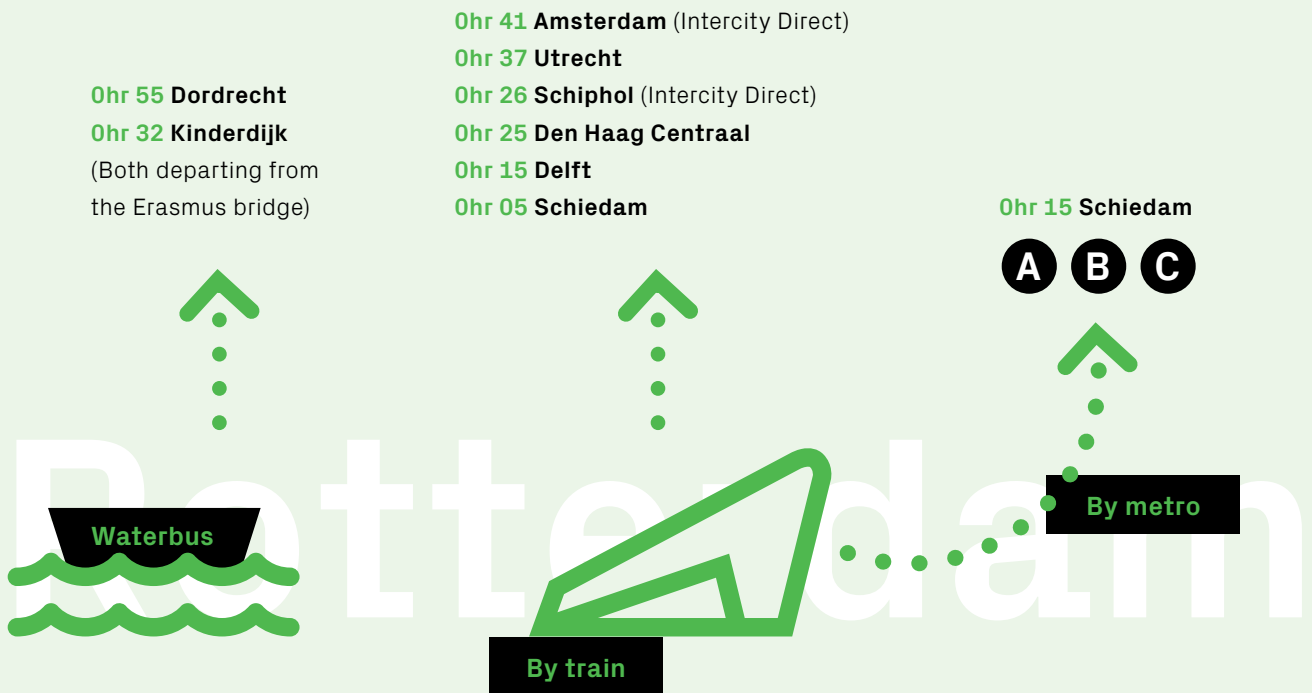 0hr 55 Dordrecht
0hr 32 Kinderdijk
(Both departing from
the Erasmus bridge)
0hr 41 Amsterdam (Intercity Direct)
0hr 37 Utrecht
0hr 26 Schiphol (Intercity Direct)
0hr 25 Den Haag Centraal
0hr 15 Delft
0hr 05 Schiedam
0hr 15 Schiedam
A B C
Rotterdam
Waterbus
By train
By metro